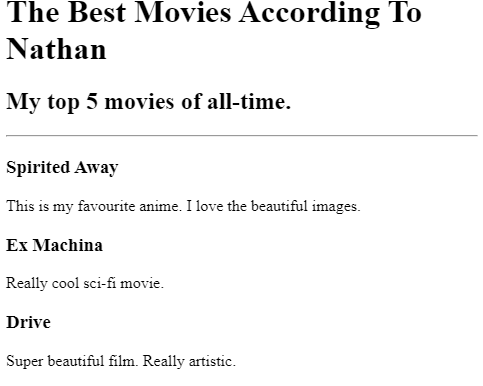 The Best Movies According To
Nathan
My top 5 movies of all-time.
Spirited Away
This is my favourite anime. I love the beautiful images.
Ex Machina
Really cool sci-fi movie.
Drive
Super beautiful film. Really artistic.